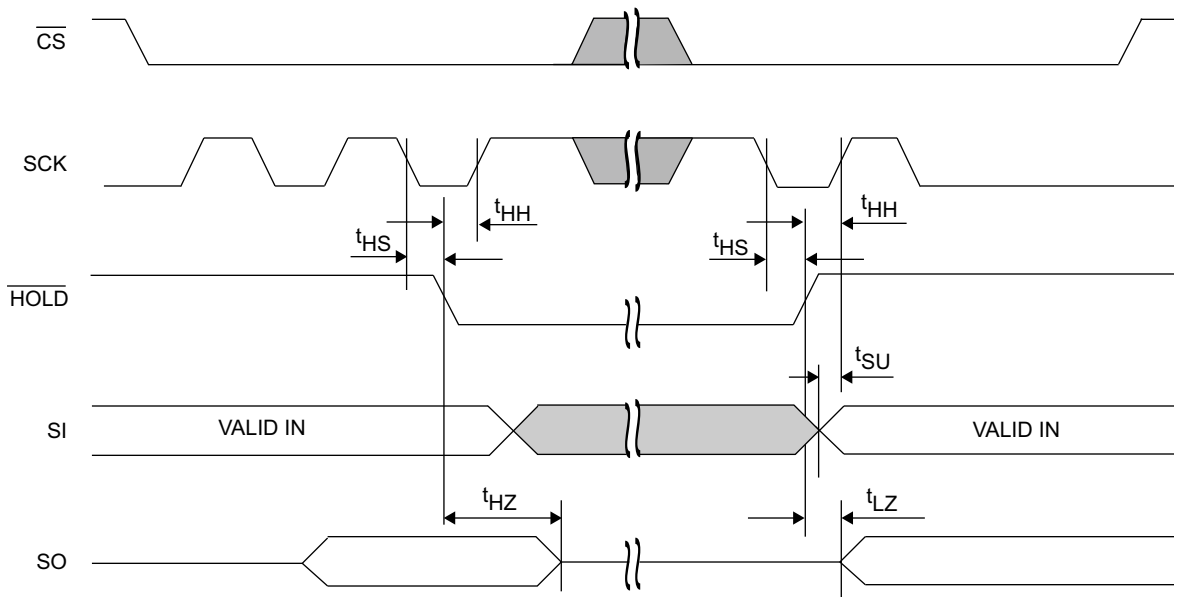 CS
SCK
tHH
tHH
tHS
tHS
HOLD
tSU
SI
VALID IN
VALID IN
tHZ
tLZ
SO